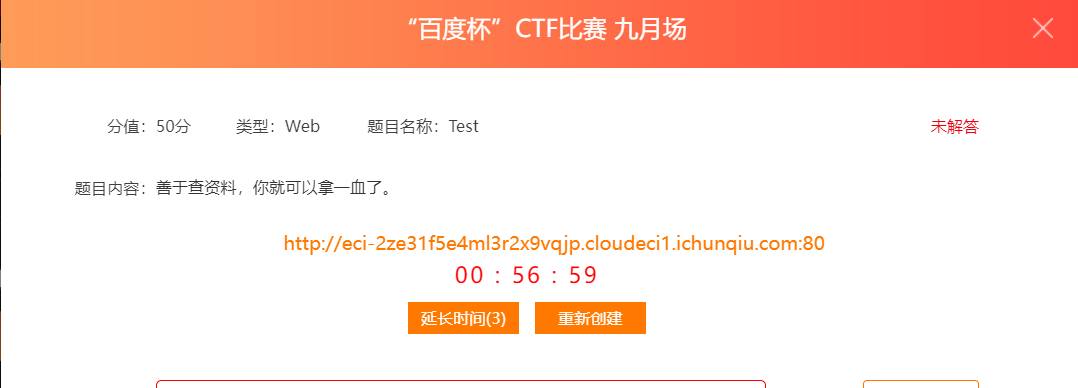 “百度杯”CTF比赛 九月场
分值：50分 类型：Web 题目名称：Test 未解答
题目内容：善于查资料，你就可以拿一血了。
http://eci-2ze31f5e4ml3r2x9vqjp.cloudeci1.ichunqiu.com:80
00 : 56 : 59
延长时间(3) 重新创建